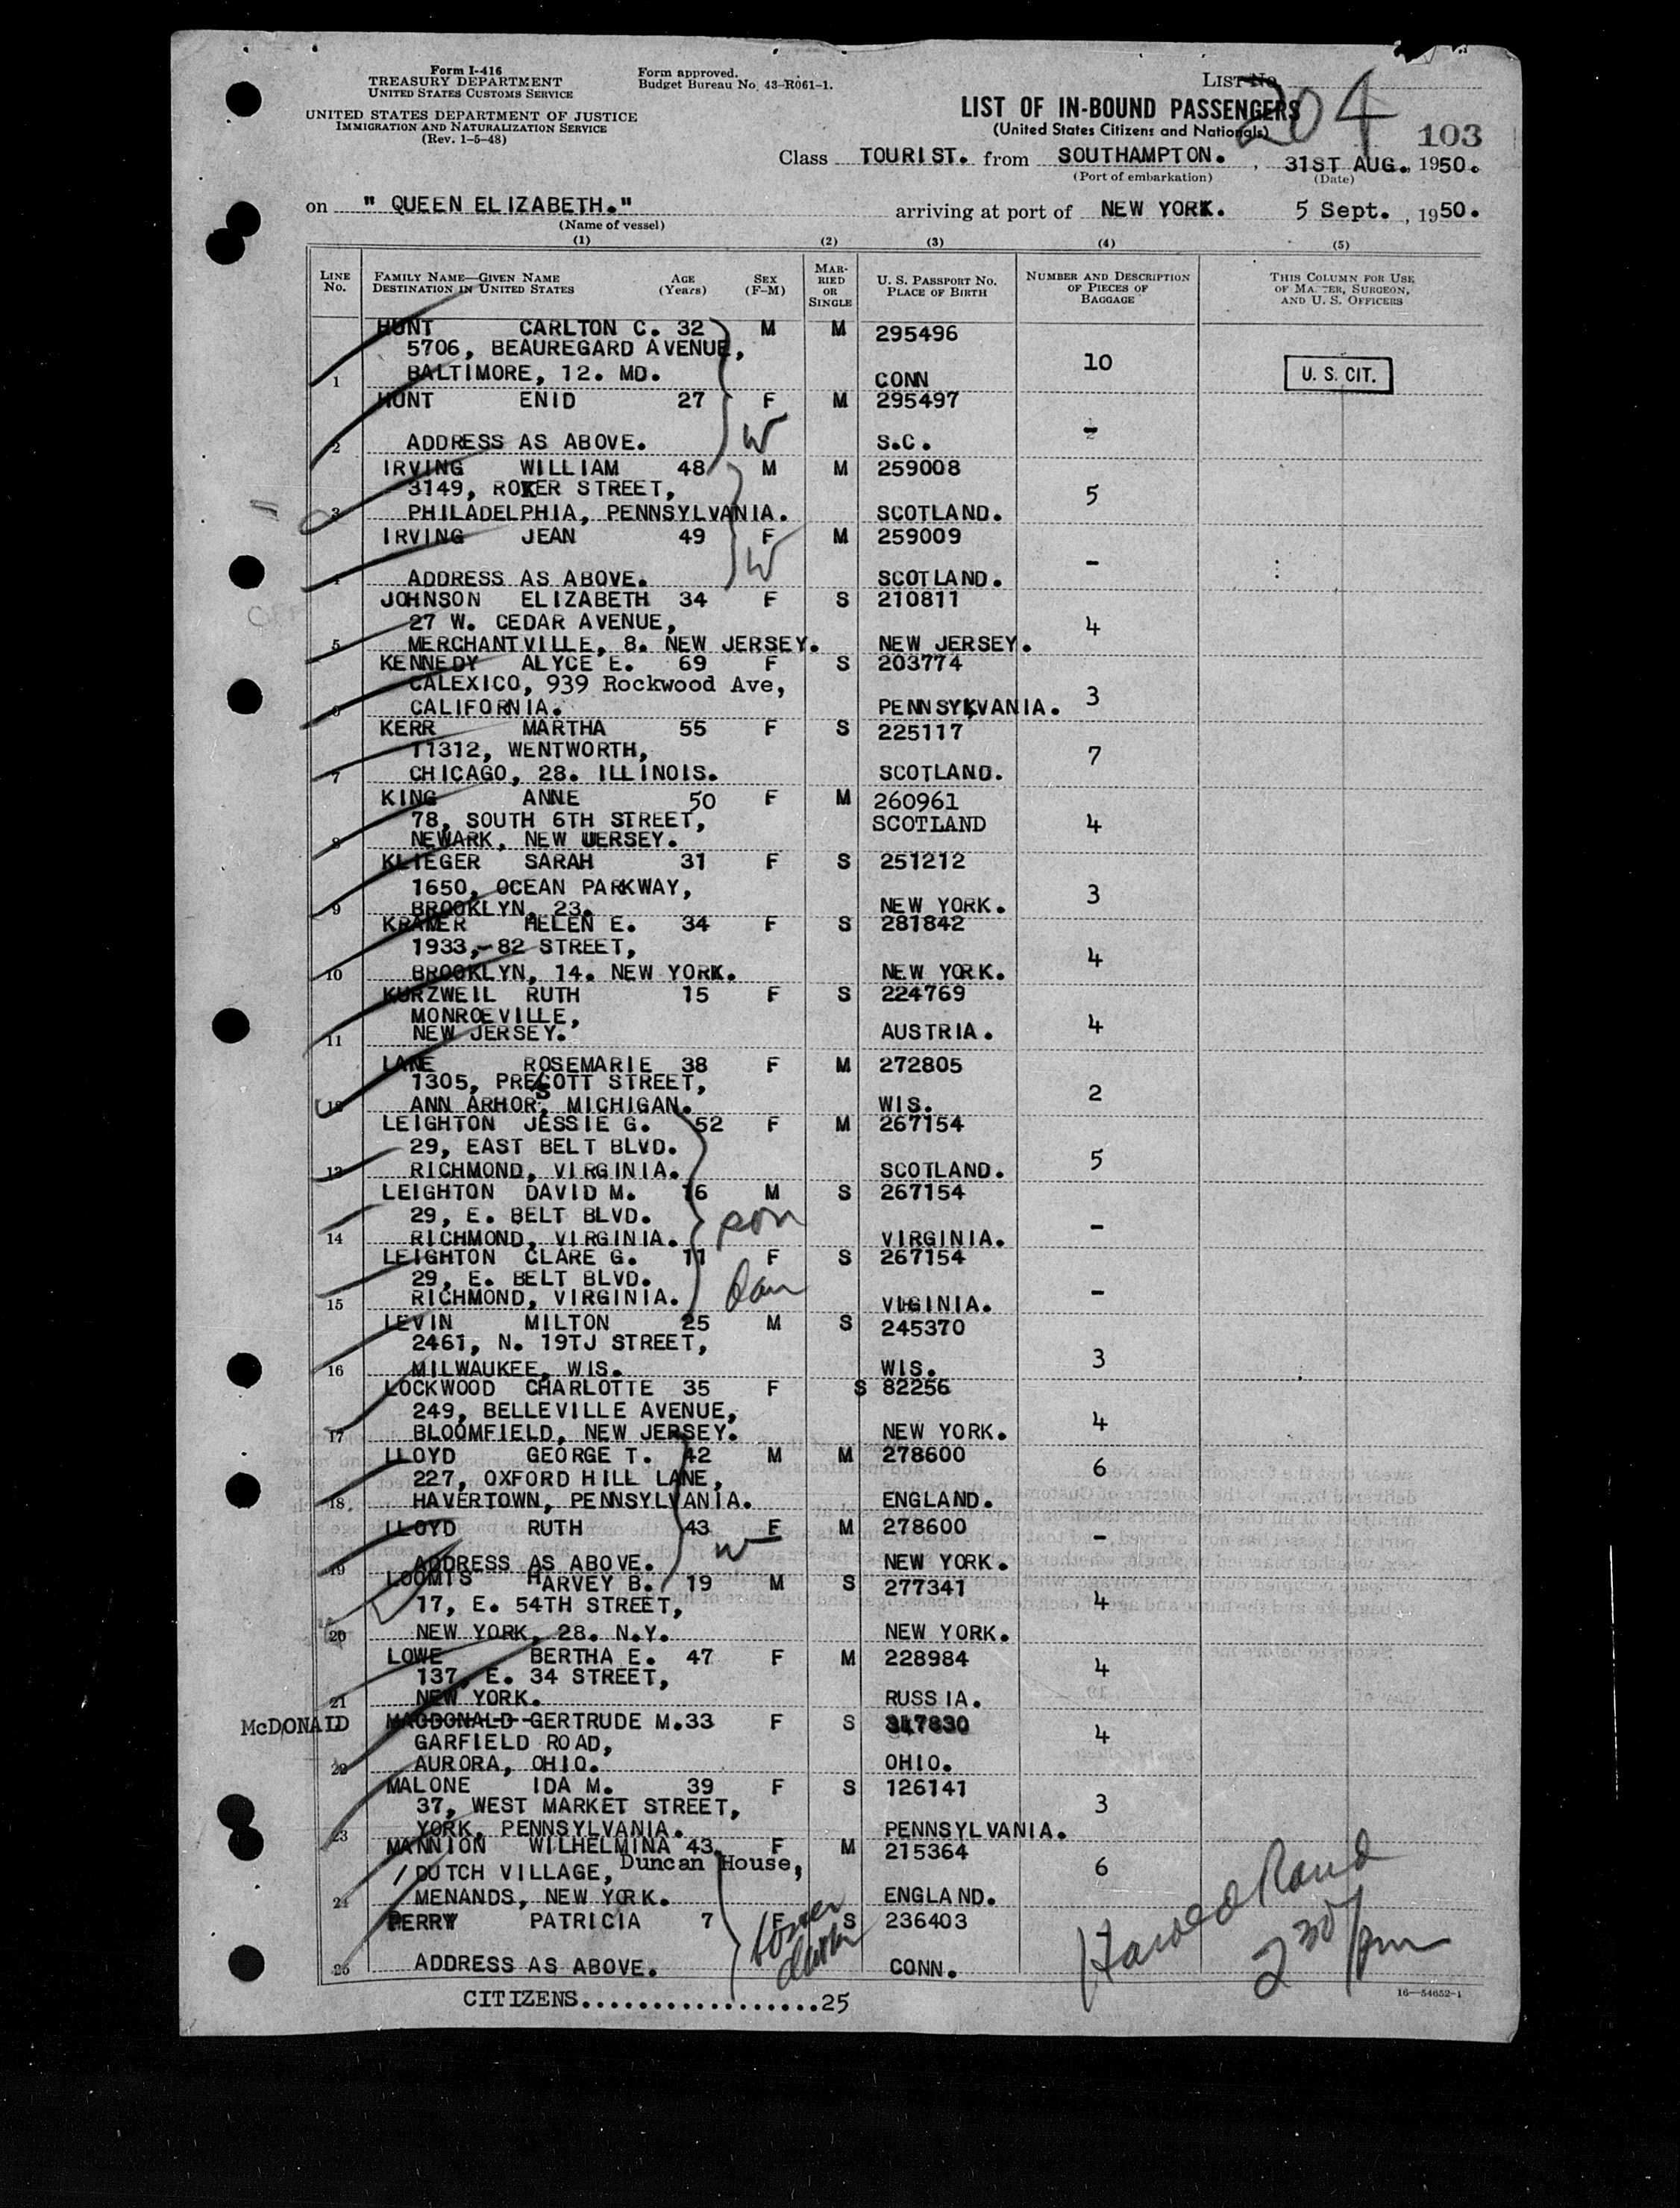 Form I-416
TREASURY DEPARTMENT
UNITED STATES CUSTOMS SERVICE
UNITED STATES DEPARTMENT OF JUSTICE
IMMIGRATION AND NATURALIZATION SERVICE
(Rev. 1-5-48)
Form approved.
Budget Bureau No. 43-R061-1.
LIST No.
204
103
LIST OF IN-BOUND PASSENGERS
(United States Citizens and Nationals)
Class TOURIST. from SOUTHAMPTON., 31ST AUG., 1950.
(Port of embarkation) (Date)
on " QUEEN ELIZABETH." arriving at port of NEW YORK. 5 Sept., 1950.
(Name of vessel)
(1) (2) (3) (4) (5)
LINE No. FAMILY NAME—GIVEN NAME DESTINATION IN UNITED STATES AGE (Years) SEX (F-M) MARRIED OR SINGLE U. S. PASSPORT No. PLACE OF BIRTH NUMBER AND DESCRIPTION OF PIECES OF BAGGAGE THIS COLUMN FOR USE OF MASTER, SURGEON, AND U. S. OFFICERS
HUNT CARLTON C. 32 M M 295496
5706, BEAUREGARD AVENUE, 10
1 BALTIMORE, 12. MD. CONN U. S. CIT.
HUNT ENID 27 F M 295497
W -
2 ADDRESS AS ABOVE. S.C.
IRVING WILLIAM 48 M M 259008
3149, ROKER STREET, 5
3 PHILADELPHIA, PENNSYLVANIA. SCOTLAND.
IRVING JEAN 49 F M 259009
W -
4 ADDRESS AS ABOVE. SCOTLAND.
JOHNSON ELIZABETH 34 F S 210811
27 W. CEDAR AVENUE, 4
5 MERCHANTVILLE, 8. NEW JERSEY. NEW JERSEY.
KENNEDY ALYCE E. 69 F S 203774
CALEXICO, 939 Rockwood Ave, 3
6 CALIFORNIA. PENNSYLVANIA.
KERR MARTHA 55 F S 225117
11312, WENTWORTH, 7
7 CHICAGO, 28. ILLINOIS. SCOTLAND.
KING ANNE 50 F M 260961
78, SOUTH 6TH STREET, SCOTLAND 4
8 NEWARK, NEW UERSEY.
KLIEGER SARAH 31 F S 251212
1650, OCEAN PARKWAY, 3
9 BROOKLYN, 23. NEW YORK.
KRAMER HELEN E. 34 F S 281842
1933,-82 STREET, 4
10 BROOKLYN, 14. NEW YORK. NEW YORK.
KURZWEIL RUTH 15 F S 224769
MONROEVILLE, 4
11 NEW JERSEY. AUSTRIA.
LANE ROSEMARIE 38 F M 272805
1305, PRESCOTT STREET, 2
12 ANN ARHOR, MICHIGAN. WIS.
LEIGHTON JESSIE G. 52 F M 267154
29, EAST BELT BLVD. 5
13 RICHMOND, VIRGINIA. SCOTLAND.
LEIGHTON DAVID M. 16 M S 267154
29, E. BELT BLVD. son -
14 RICHMOND, VIRGINIA. VIRGINIA.
LEIGHTON CLARE G. 11 F S 267154
29, E. BELT BLVD. dau -
15 RICHMOND, VIRGINIA. VIGINIA.
LEVIN MILTON 25 M S 245370
2461, N. 19TJ STREET, 3
16 MILWAUKEE, WIS. WIS.
LOCKWOOD CHARLOTTE 35 F S 82256
249, BELLEVILLE AVENUE, 4
17 BLOOMFIELD, NEW JERSEY. NEW YORK.
LLOYD GEORGE T. 42 M M 278600
227, OXFORD HILL LANE, 6
18 HAVERTOWN, PENNSYLVANIA. ENGLAND.
LLOYD RUTH 43 F M 278600
W -
19 ADDRESS AS ABOVE. NEW YORK.
LOOMIS HARVEY B. 19 M S 277341
17, E. 54TH STREET, 4
20 NEW YORK, 28. N.Y. NEW YORK.
LOWE BERTHA E. 47 F M 228984
137, E. 34 STREET, 4
21 NEW YORK. RUSSIA.
McDONALD MACDONALD GERTRUDE M. 33 F S
GARFIELD ROAD, 4
22 AURORA, OHIO. OHIO.
MALONE IDA M. 39 F S 126141
37, WEST MARKET STREET, 3
23 YORK, PENNSYLVANIA. PENNSYLVANIA.
MANNION WILHELMINA 43 F M 215364
1 DUTCH VILLAGE, Duncan House, 6
24 MENANDS, NEW YORK. ENGLAND.
PERRY PATRICIA 7 F S 236403
25 ADDRESS AS ABOVE. CONN.
2 30 pm
CITIZENS..................25
16—54652-1